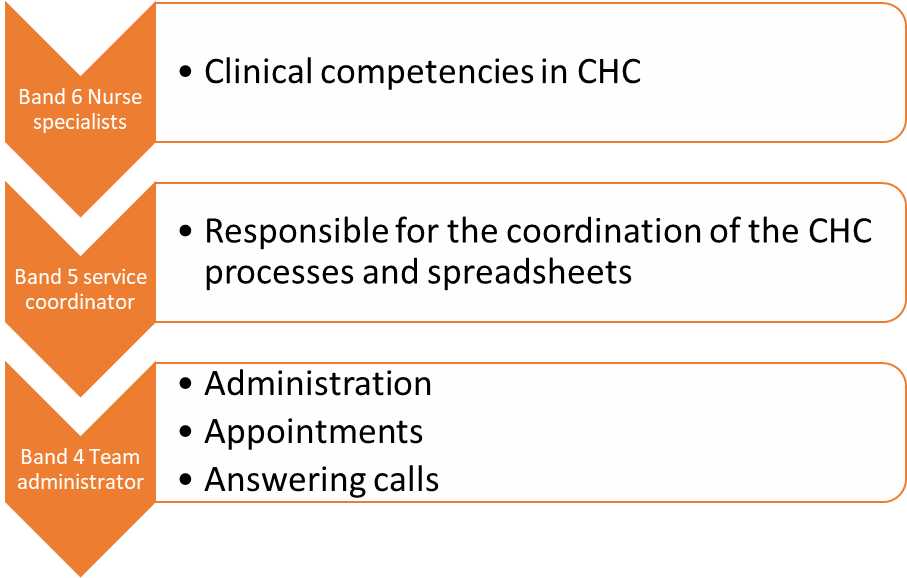 Band 6 Nurse
specialists
• Clinical competencies in CHC
Band 5 service
coordinator
• Responsible for the coordination of the CHC
processes and spreadsheets
Band 4 Team
administrator
• Administration
• Appointments
• Answering calls